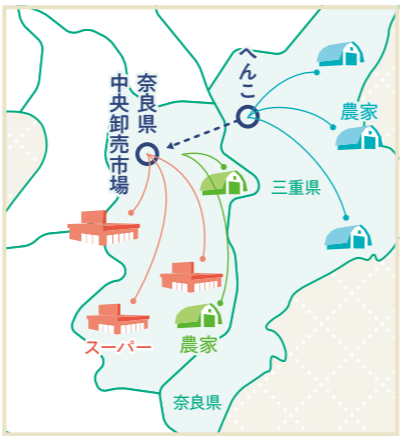 奈良県
中央卸売市場
へんこ
農家
三重県
スーパー
農家
奈良県